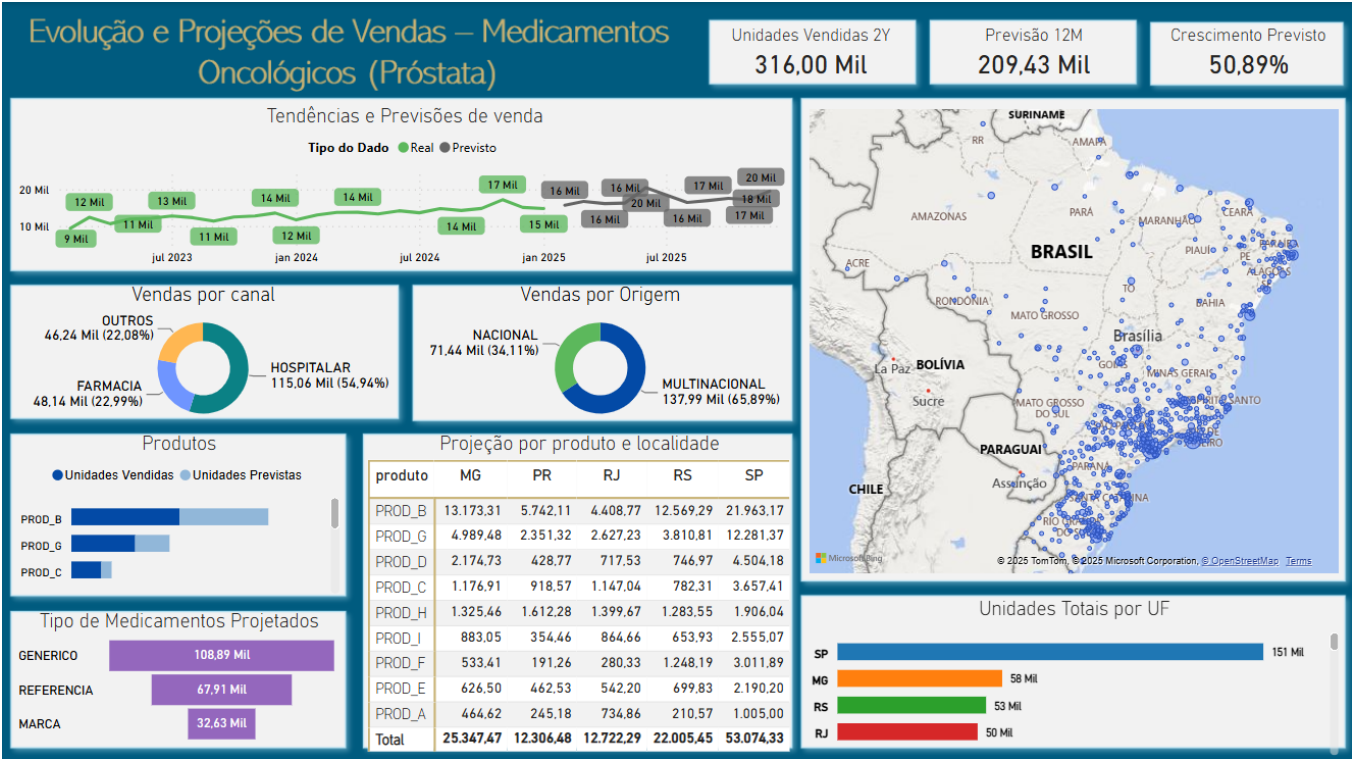 Evolução e Projeções de Vendas – Medicamentos
Oncológicos (Próstata)
Unidades Vendidas 2Y
316,00 Mil
Previsão 12M
209,43 Mil
Crescimento Previsto
50,89%
Tendências e Previsões de venda
Tipo do Dado Real Previsto
20 Mil
10 Mil
9 Mil
12 Mil
11 Mil
13 Mil
11 Mil
14 Mil
12 Mil
14 Mil
14 Mil
17 Mil
15 Mil
16 Mil
16 Mil
16 Mil
20 Mil
16 Mil
17 Mil
17 Mil
18 Mil
20 Mil
jul 2023 jan 2024 jul 2024 jan 2025 jul 2025
Vendas por canal
OUTROS
46,24 Mil (22,08%)
FARMACIA
48,14 Mil (22,99%)
HOSPITALAR
115,06 Mil (54,94%)
Vendas por Origem
NACIONAL
71,44 Mil (34,11%)
MULTINACIONAL
137,99 Mil (65,89%)
Produtos
Unidades Vendidas Unidades Previstas
PROD_B
PROD_G
PROD_C
Tipo de Medicamentos Projetados
GENERICO 108,89 Mil
REFERENCIA 67,91 Mil
MARCA 32,63 Mil
Projeção por produto e localidade
produto MG PR RJ RS SP
PROD_B 13.173,31 5.742,11 4.408,77 12.569,29 21.963,17
PROD_G 4.989,48 2.351,32 2.627,23 3.810,81 12.281,37
PROD_D 2.174,73 428,77 717,53 746,97 4.504,18
PROD_C 1.176,91 918,57 1.147,04 782,31 3.657,41
PROD_H 1.325,46 1.612,28 1.399,67 1.283,55 1.906,04
PROD_I 883,05 354,46 864,66 653,93 2.555,07
PROD_F 533,41 191,26 280,33 1.248,19 3.011,89
PROD_E 626,50 462,53 542,20 699,83 2.190,20
PROD_A 464,62 245,18 734,86 210,57 1.005,00
Total 25.347,47 12.306,48 12.722,29 22.005,45 53.074,33
SURINAME
RR
AMAPÁ
AMAZONAS
PARÁ
MARANHÃO
CEARÁ
BRASIL
PIAUÍ
PARAÍBA
PE
ACRE
ALAGOAS
TO
RONDÔNIA
BAHIA
MATO GROSSO
Brasília
La Paz
BOLÍVIA
GOIÁS
MINAS GERAIS
Sucre
MATO GROSSO
DO SUL
ESPÍRITO SANTO
PARAGUAI
PARANÁ
Assunção
CHILE
SANTA CATARINA
Microsoft Bing
© 2025 TomTom, © 2025 Microsoft Corporation, © OpenStreetMap Terms
Unidades Totais por UF
SP 151 Mil
MG 58 Mil
RS 53 Mil
RJ 50 Mil